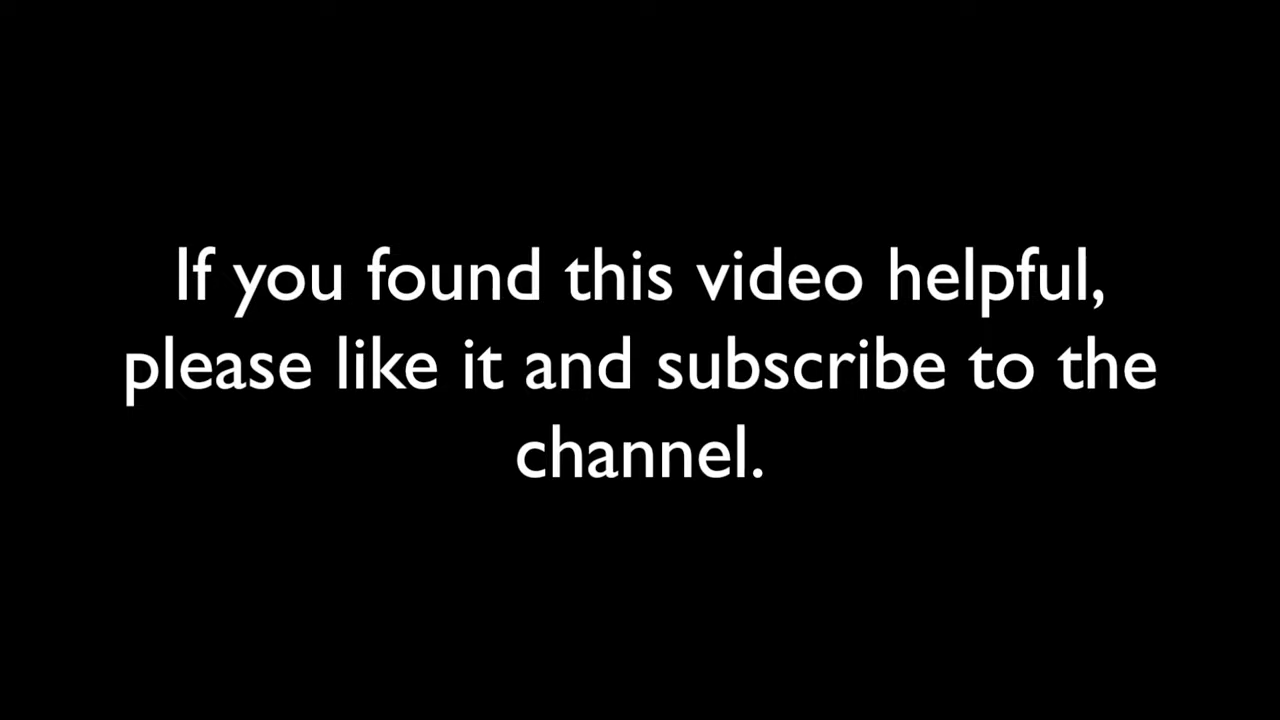 If you found this video helpful,
please like it and subscribe to the
channel.